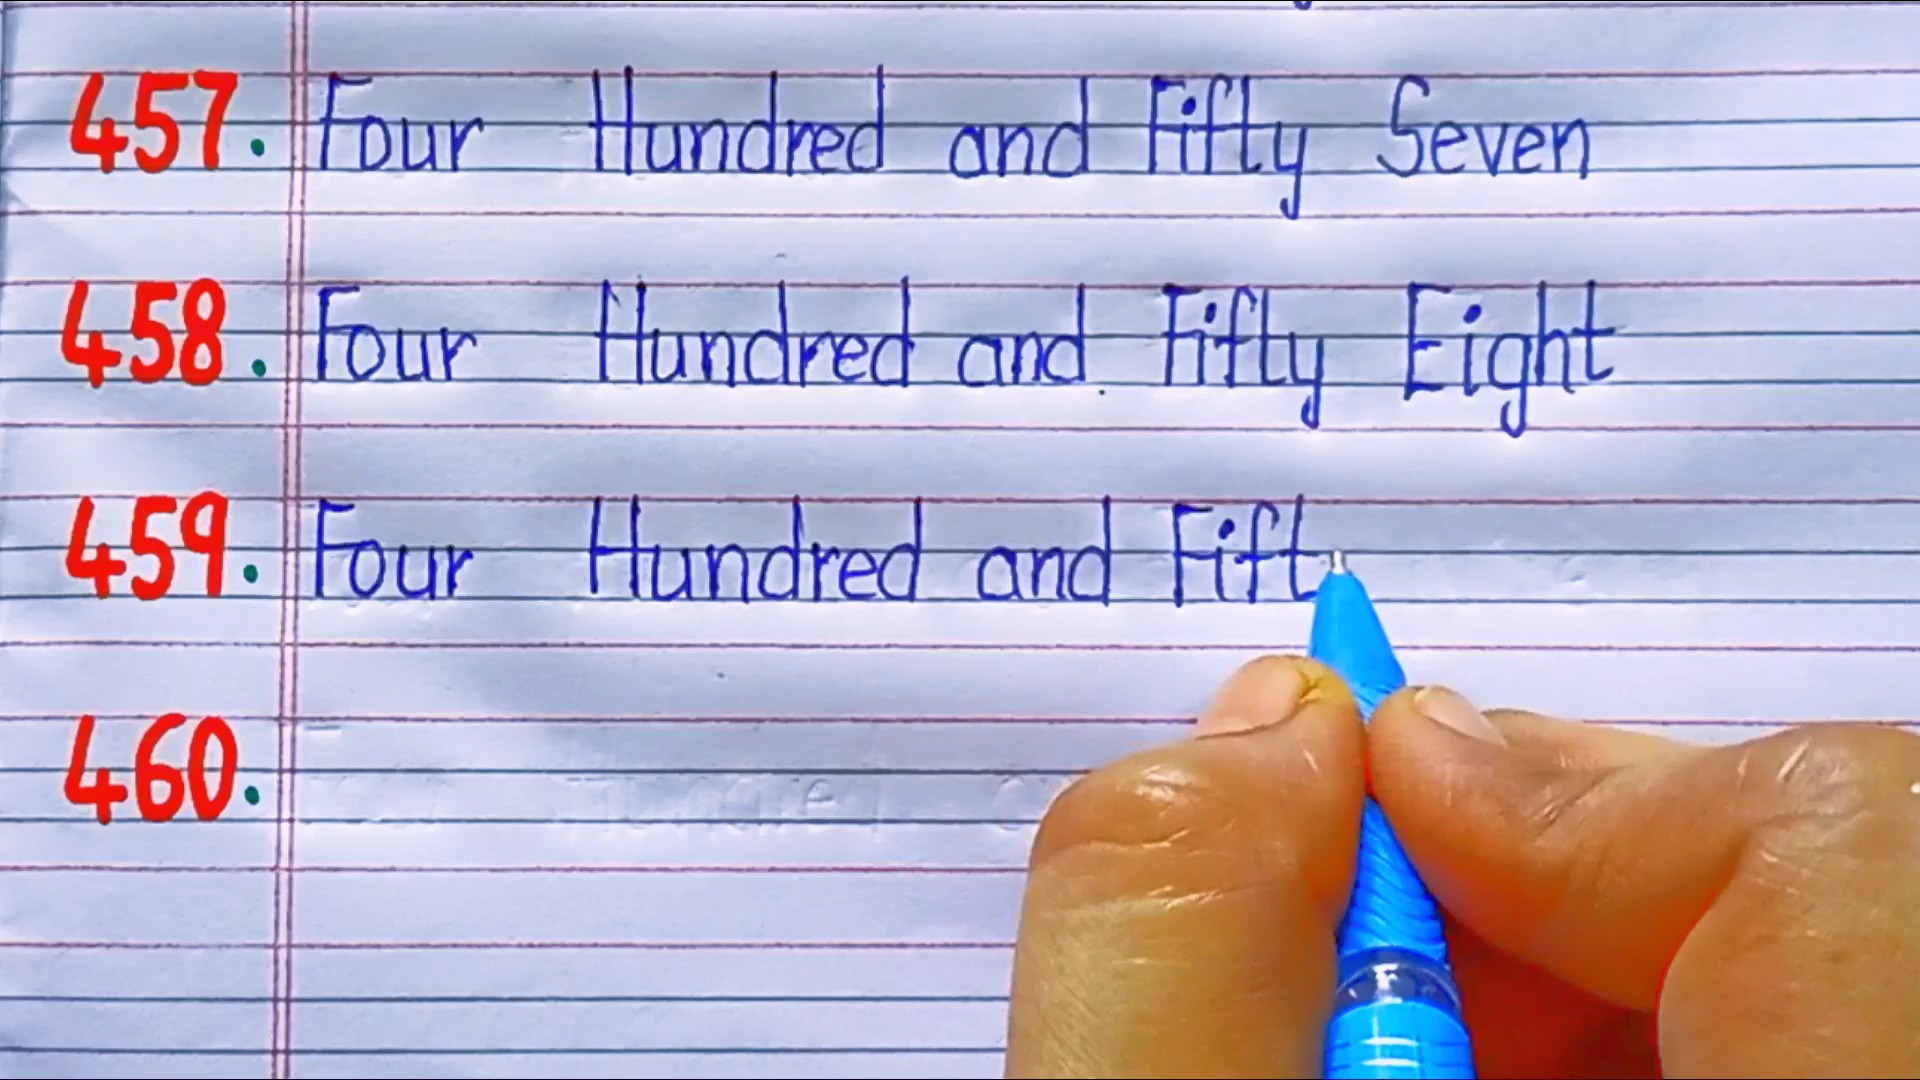 457. Four Hundred and Fifty Seven
458. Four Hundred and Fifty Eight
459. Four Hundred and Fift
460.